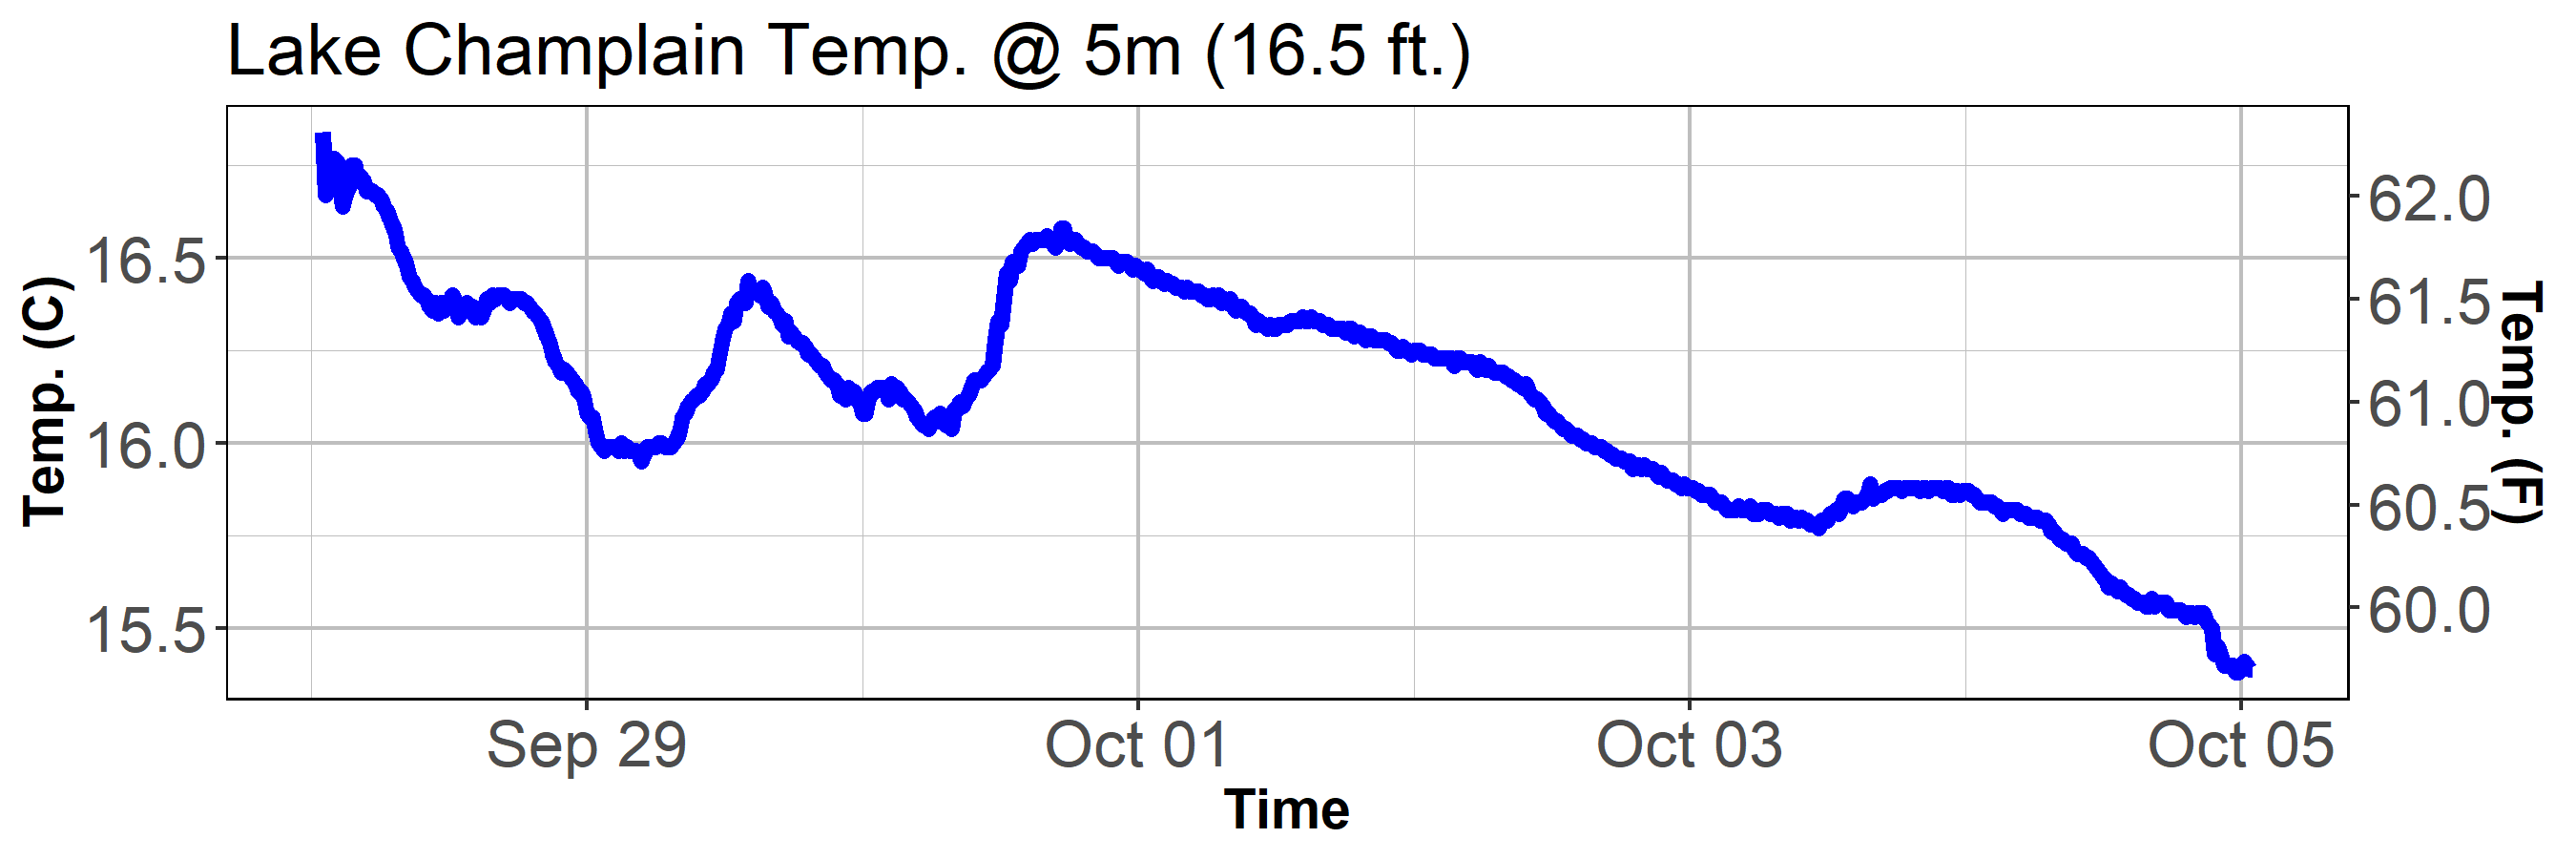 Lake Champlain Temp. @ 5m (16.5 ft.)
Temp. (C)
16.5
16.0
15.5
62.0
61.5
61.0
60.5
60.0
Temp. (F)
Sep 29
Oct 01
Oct 03
Oct 05
Time